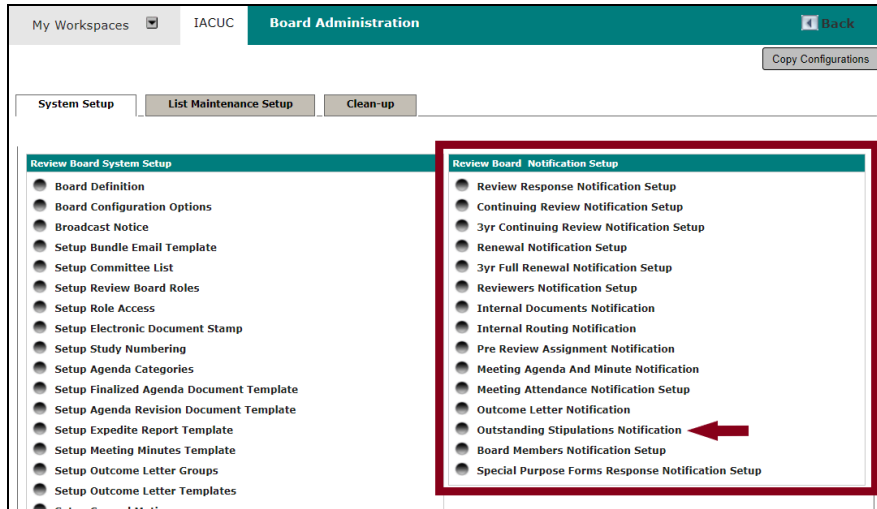 My Workspaces IACUC Board Administration Back
Copy Configurations
System Setup List Maintenance Setup Clean-up
Review Board System Setup
Board Definition
Board Configuration Options
Broadcast Notice
Setup Bundle Email Template
Setup Committee List
Setup Review Board Roles
Setup Role Access
Setup Electronic Document Stamp
Setup Study Numbering
Setup Agenda Categories
Setup Finalized Agenda Document Template
Setup Agenda Revision Document Template
Setup Expedite Report Template
Setup Meeting Minutes Template
Setup Outcome Letter Groups
Setup Outcome Letter Templates
Review Board Notification Setup
Review Response Notification Setup
Continuing Review Notification Setup
3yr Continuing Review Notification Setup
Renewal Notification Setup
3yr Full Renewal Notification Setup
Reviewers Notification Setup
Internal Documents Notification
Internal Routing Notification
Pre Review Assignment Notification
Meeting Agenda And Minute Notification
Meeting Attendance Notification Setup
Outcome Letter Notification
Outstanding Stipulations Notification
Board Members Notification Setup
Special Purpose Forms Response Notification Setup